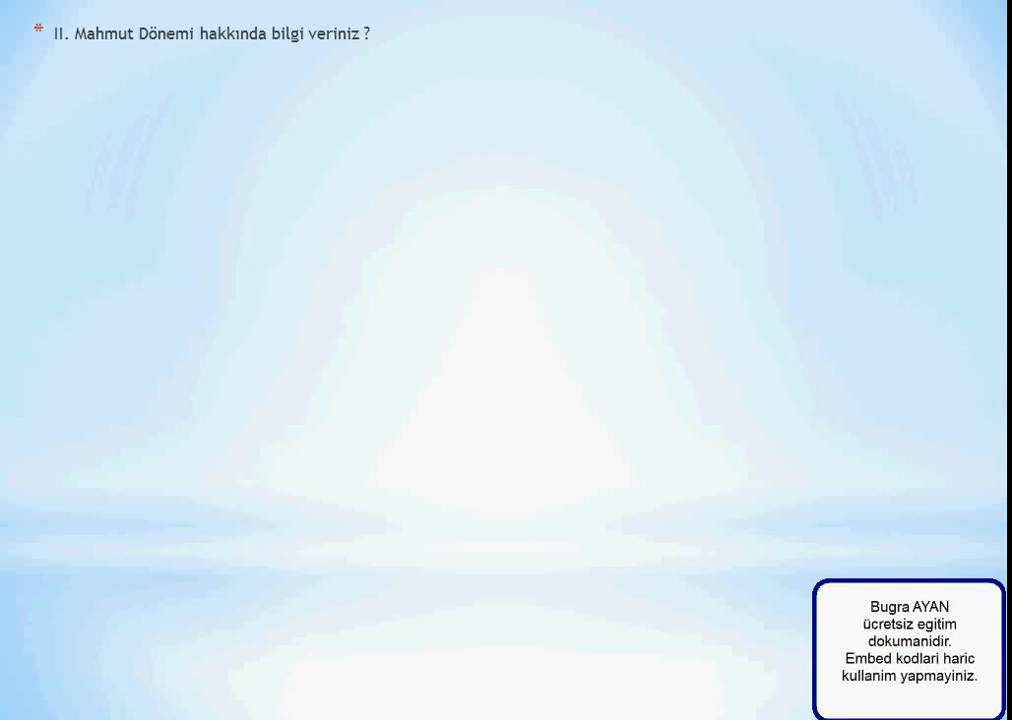 * II. Mahmut Dönemi hakkında bilgi veriniz ?
Bugra AYAN
ücretsiz egitim
dokumanidir.
Embed kodlari haric
kullanim yapmayiniz.